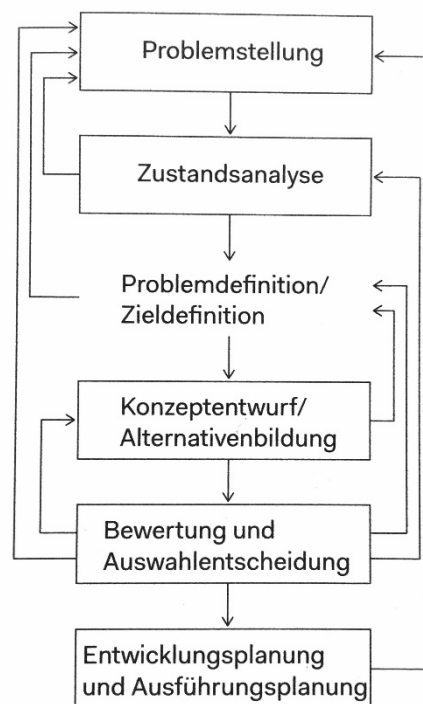 Problemstellung
Zustandsanalyse
Problemdefinition/
Zieldefinition
Konzeptentwurf/
Alternativenbildung
Bewertung und
Auswahlentscheidung
Entwicklungsplanung
und Ausführungsplanung